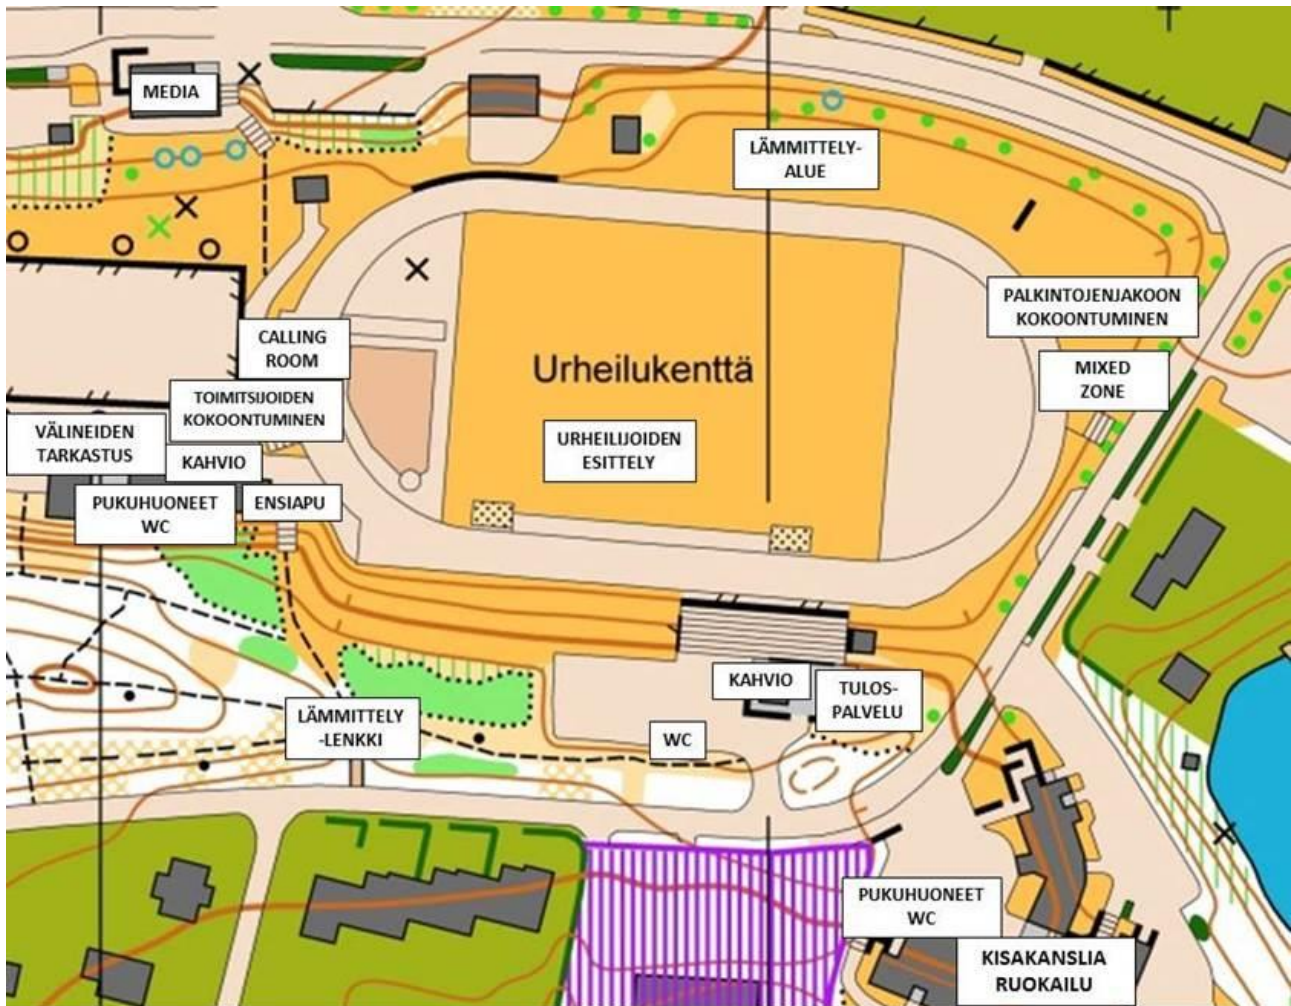 MEDIA
LÄMMITTELY-
ALUE
PALKINTOJENJAKOON
KOKOONTUMINEN
CALLING
ROOM
MIXED
ZONE
Urheilukenttä
TOIMITSIJOIDEN
KOKOONTUMINEN
VÄLINEIDEN
TARKASTUS
URHEILIJOIDEN
ESITTELY
KAHVIO
PUKUHUONEET
WC
ENSIAPU
KAHVIO
TULOS-
PALVELU
LÄMMITTELY
-LENKKI
WC
PUKUHUONEET
WC
KISAKANSLIA
RUOKAILU